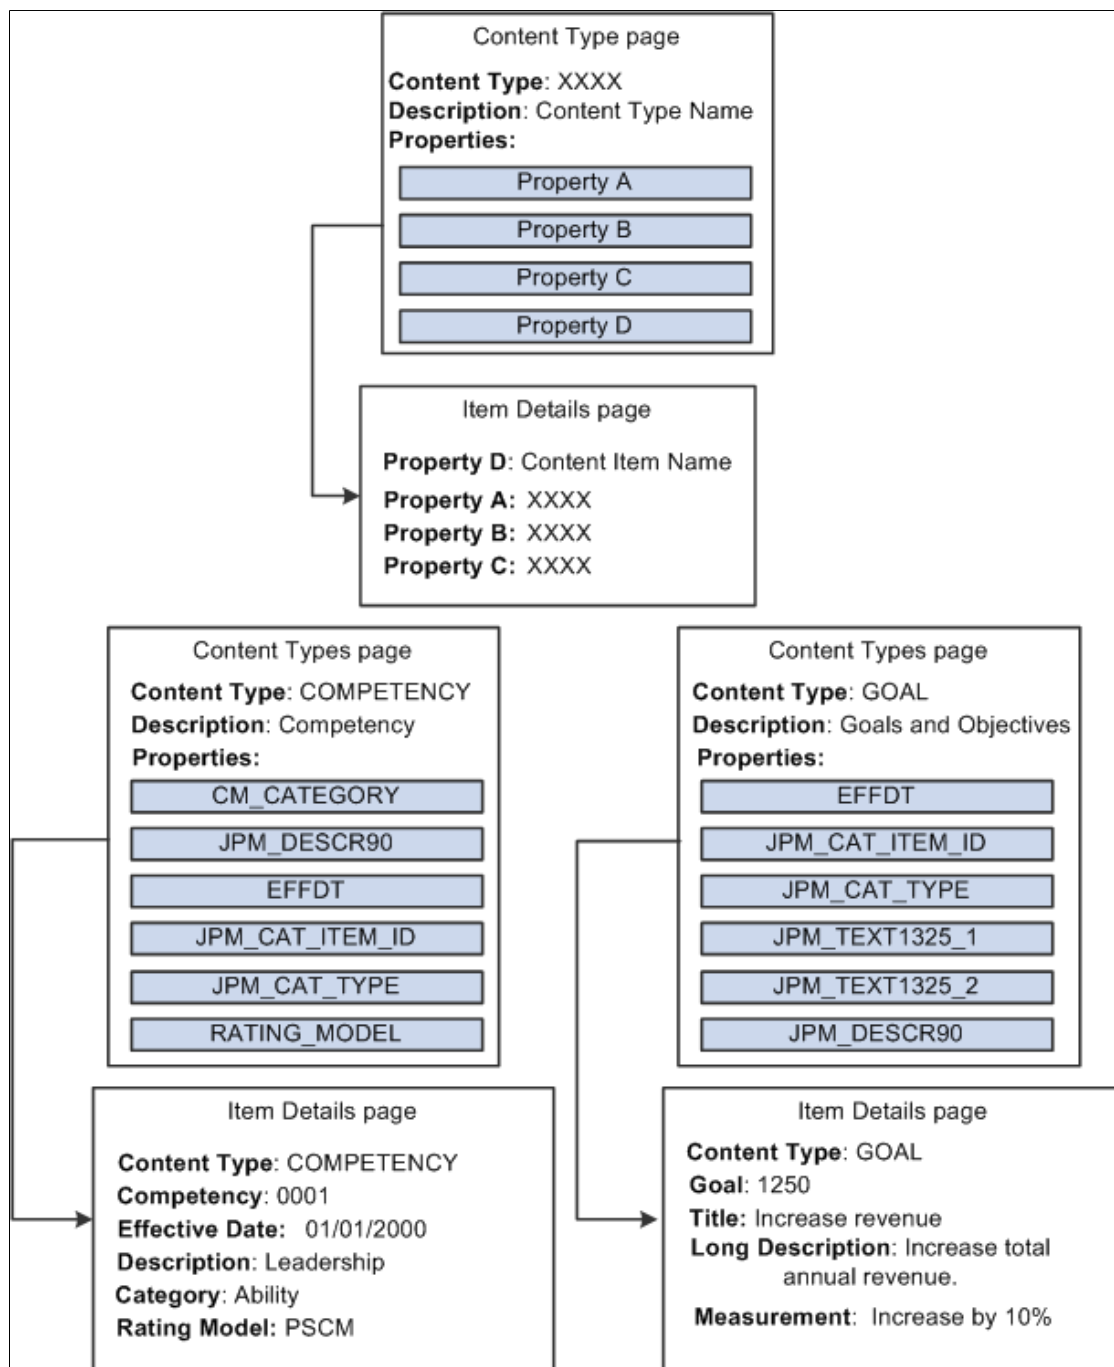 Content Type page
Content Type: XXXX
Description: Content Type Name
Properties:
Property A
Property B
Property C
Property D
Item Details page
Property D: Content Item Name
Property A: XXXX
Property B: XXXX
Property C: XXXX
Content Types page
Content Type: COMPETENCY
Description: Competency
Properties:
CM_CATEGORY
JPM_DESCR90
EFFDT
JPM_CAT_ITEM_ID
JPM_CAT_TYPE
RATING_MODEL
Item Details page
Content Type: COMPETENCY
Competency: 0001
Effective Date: 01/01/2000
Description: Leadership
Category: Ability
Rating Model: PSCM
Content Types page
Content Type: GOAL
Description: Goals and Objectives
Properties:
EFFDT
JPM_CAT_ITEM_ID
JPM_CAT_TYPE
JPM_TEXT1325_1
JPM_TEXT1325_2
JPM_DESCR90
Item Details page
Content Type: GOAL
Goal: 1250
Title: Increase revenue
Long Description: Increase total
annual revenue.
Measurement: Increase by 10%